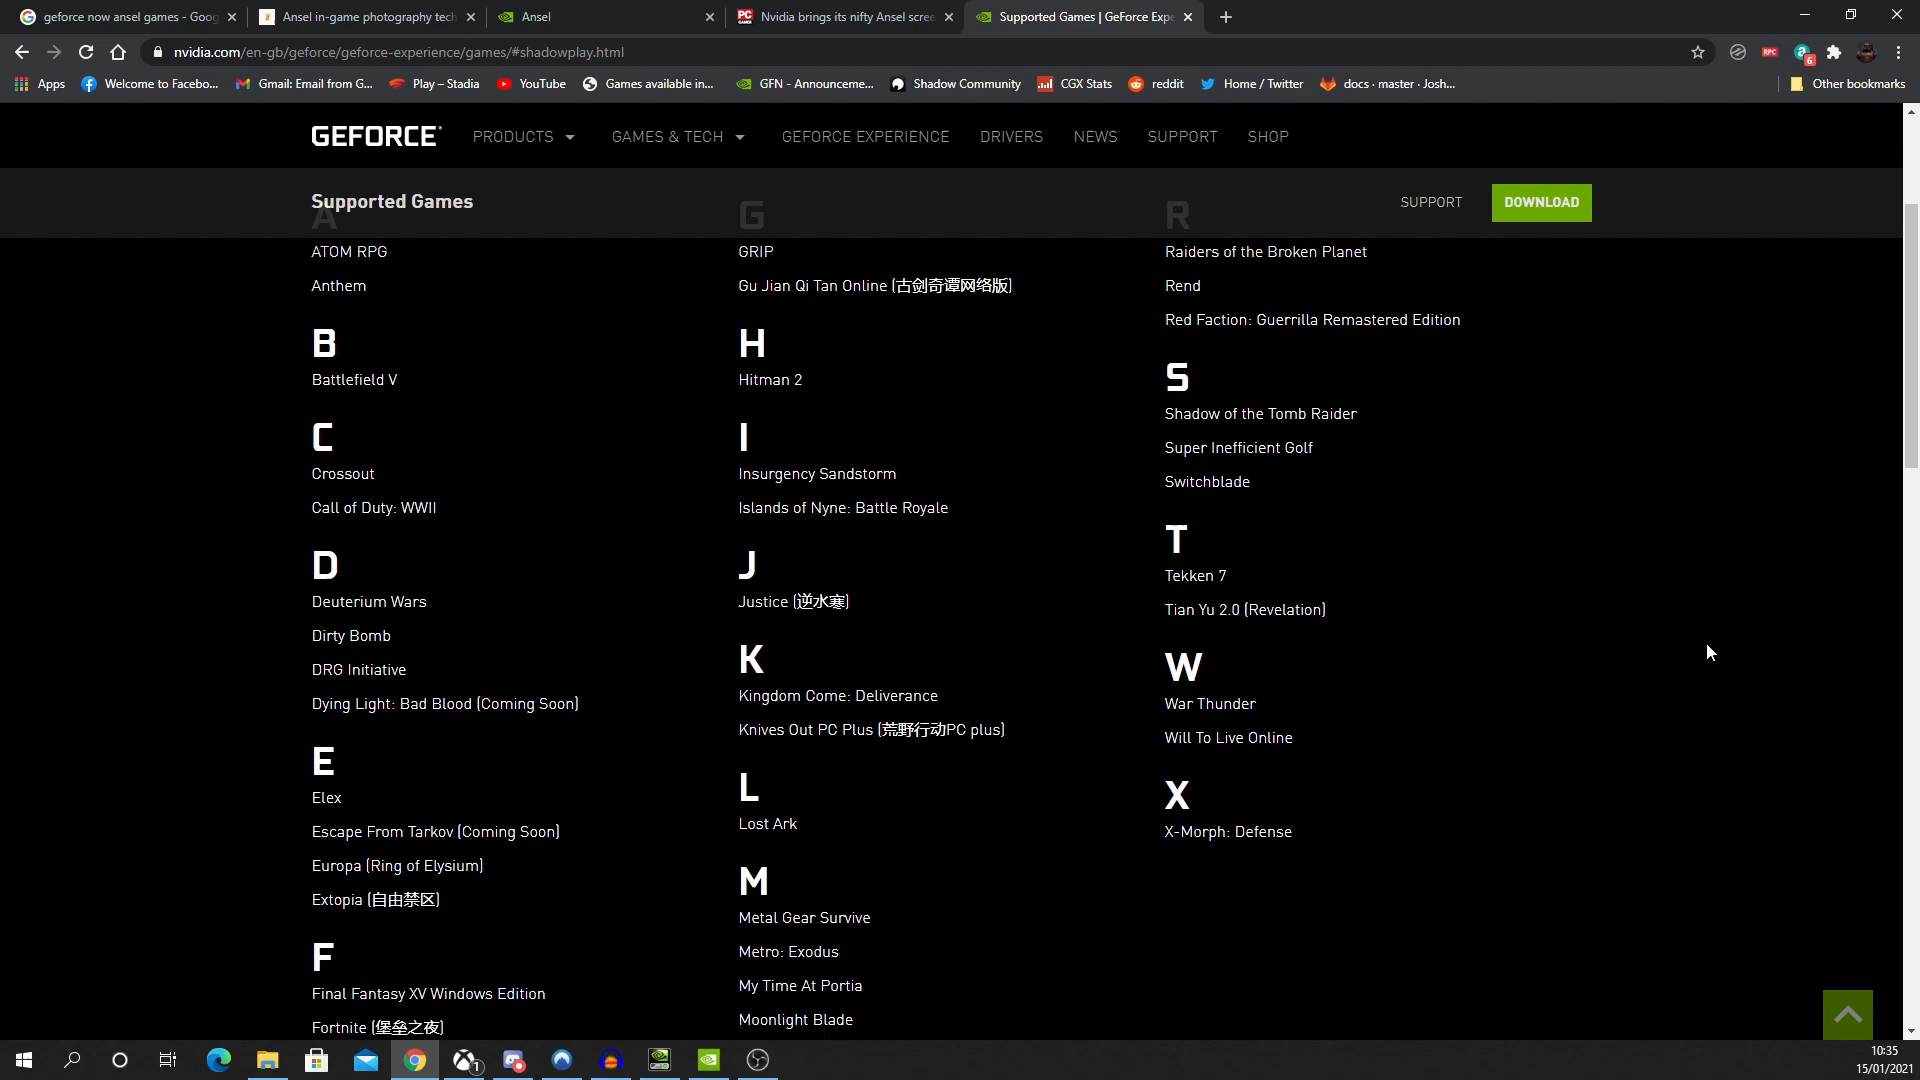 geforce now ansel games - Goog
Ansel in-game photography tech
Ansel
Nvidia brings its nifty Ansel scree
Supported Games | GeForce Expe
nvidia.com/en-gb/geforce/geforce-experience/games/#shadowplay.html
RPC
6
Apps
Welcome to Facebo...
Gmail: Email from G...
Play – Stadia
YouTube
Games available in...
GFN - Announceme...
Shadow Community
CGX Stats
reddit
Home / Twitter
docs · master · Josh...
Other bookmarks
GEFORCE
PRODUCTS
GAMES & TECH
GEFORCE EXPERIENCE
DRIVERS
NEWS
SUPPORT
SHOP
Supported Games
SUPPORT
DOWNLOAD
A
ATOM RPG
Anthem
B
Battlefield V
C
Crossout
Call of Duty: WWII
D
Deuterium Wars
Dirty Bomb
DRG Initiative
Dying Light: Bad Blood (Coming Soon)
E
Elex
Escape From Tarkov (Coming Soon)
Europa (Ring of Elysium)
Extopia (自由禁区)
F
Final Fantasy XV Windows Edition
Fortnite (堡垒之夜)
G
GRIP
Gu Jian Qi Tan Online (古剑奇谭网络版)
H
Hitman 2
I
Insurgency Sandstorm
Islands of Nyne: Battle Royale
J
Justice (逆水寒)
K
Kingdom Come: Deliverance
Knives Out PC Plus (荒野行动PC plus)
L
Lost Ark
M
Metal Gear Survive
Metro: Exodus
My Time At Portia
Moonlight Blade
R
Raiders of the Broken Planet
Rend
Red Faction: Guerrilla Remastered Edition
S
Shadow of the Tomb Raider
Super Inefficient Golf
Switchblade
T
Tekken 7
Tian Yu 2.0 (Revelation)
W
War Thunder
Will To Live Online
X
X-Morph: Defense
1
10:35
15/01/2021